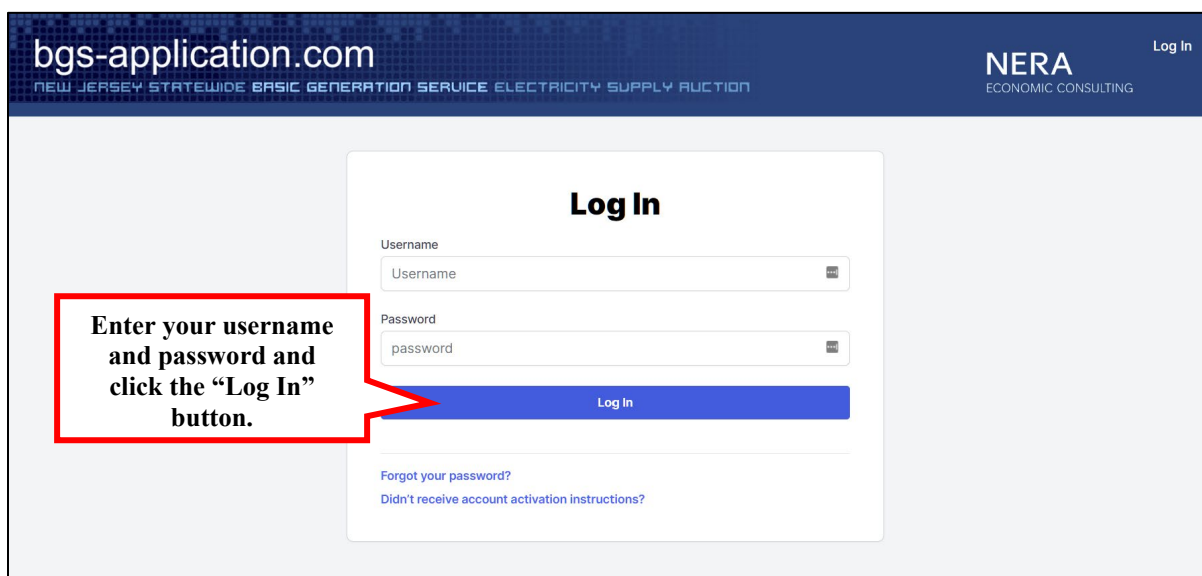 bgs-application.com
NEW JERSEY STATEWIDE BASIC GENERATION SERVICE ELECTRICITY SUPPLY AUCTION
NERA
ECONOMIC CONSULTING
Log In
Log In
Username
Username
Password
password
Log In
Enter your username
and password and
click the “Log In”
button.
Forgot your password?
Didn't receive account activation instructions?